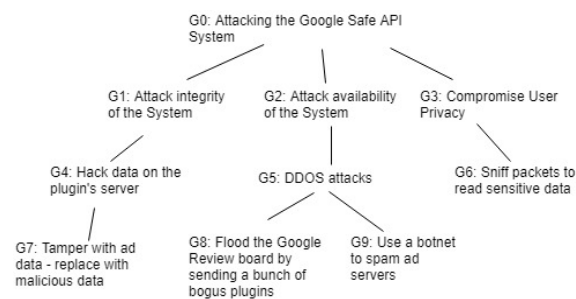 G0: Attacking the Google Safe API
System
G1: Attack integrity
of the System
G2: Attack availability
of the System
G3: Compromise User
Privacy
G4: Hack data on the
plugin's server
G5: DDOS attacks
G6: Sniff packets to
read sensitive data
G7: Tamper with ad
data - replace with
malicious data
G8: Flood the Google
Review board by
sending a bunch of
bogus plugins
G9: Use a botnet
to spam ad
servers